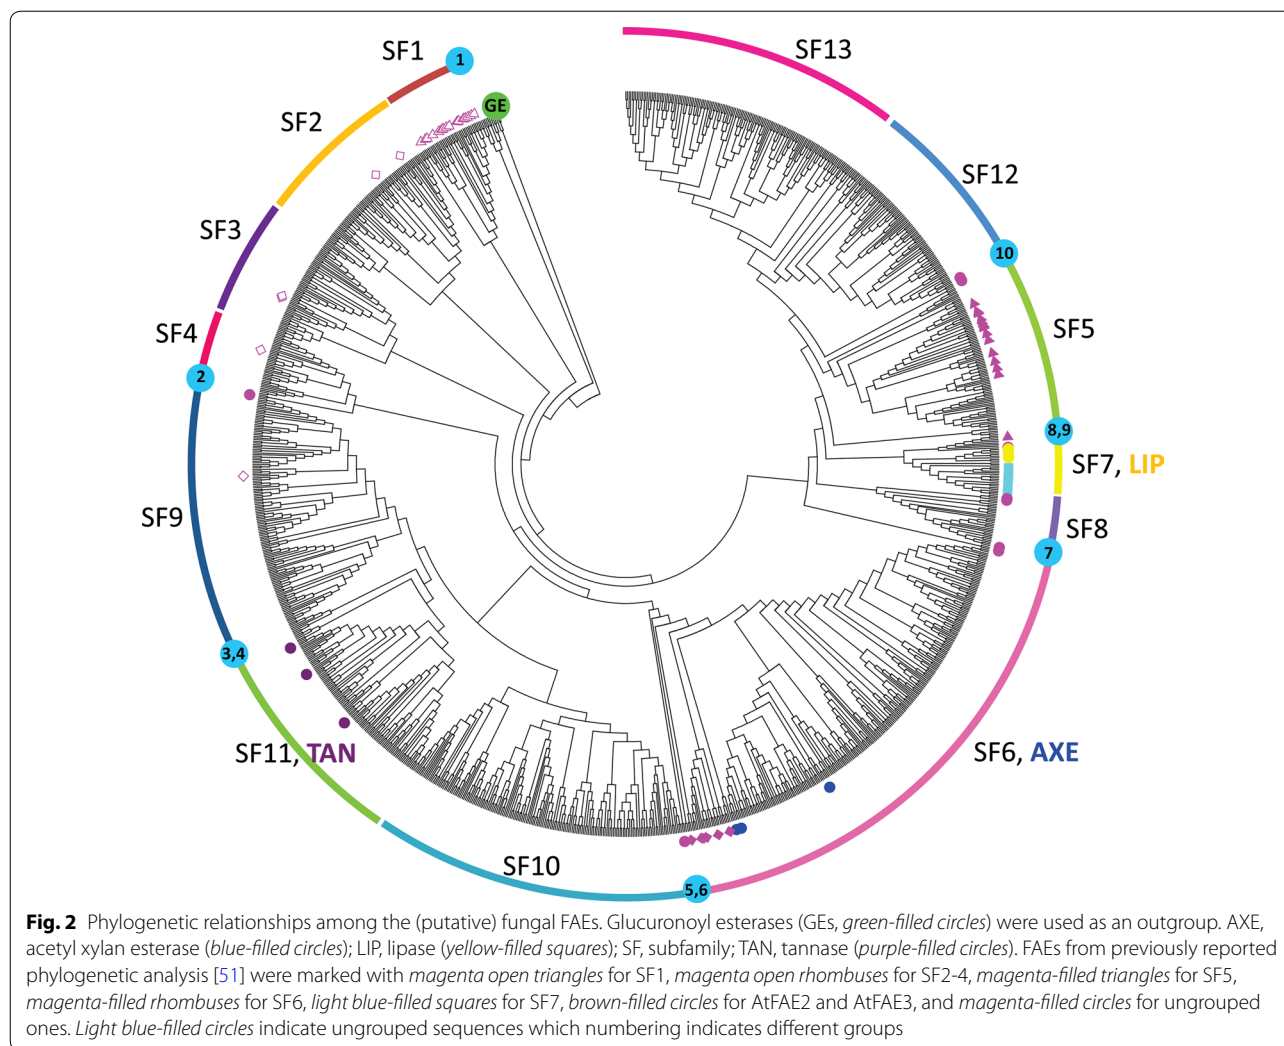 SF13
SF1
1
GE
SF2
SF12
SF3
10
SF5
SF4
2
8,9
SF7, LIP
SF9
SF8
7
3,4
SF11, TAN
SF6, AXE
SF10
5,6
Fig. 2 Phylogenetic relationships among the (putative) fungal FAEs. Glucuronoyl esterases (GEs, green-filled circles) were used as an outgroup. AXE,
acetyl xylan esterase (blue-filled circles); LIP, lipase (yellow-filled squares); SF, subfamily; TAN, tannase (purple-filled circles). FAEs from previously reported
phylogenetic analysis [51] were marked with magenta open triangles for SF1, magenta open rhombuses for SF2-4, magenta-filled triangles for SF5,
magenta-filled rhombuses for SF6, light blue-filled squares for SF7, brown-filled circles for AtFAE2 and AtFAE3, and magenta-filled circles for ungrouped
ones. Light blue-filled circles indicate ungrouped sequences which numbering indicates different groups